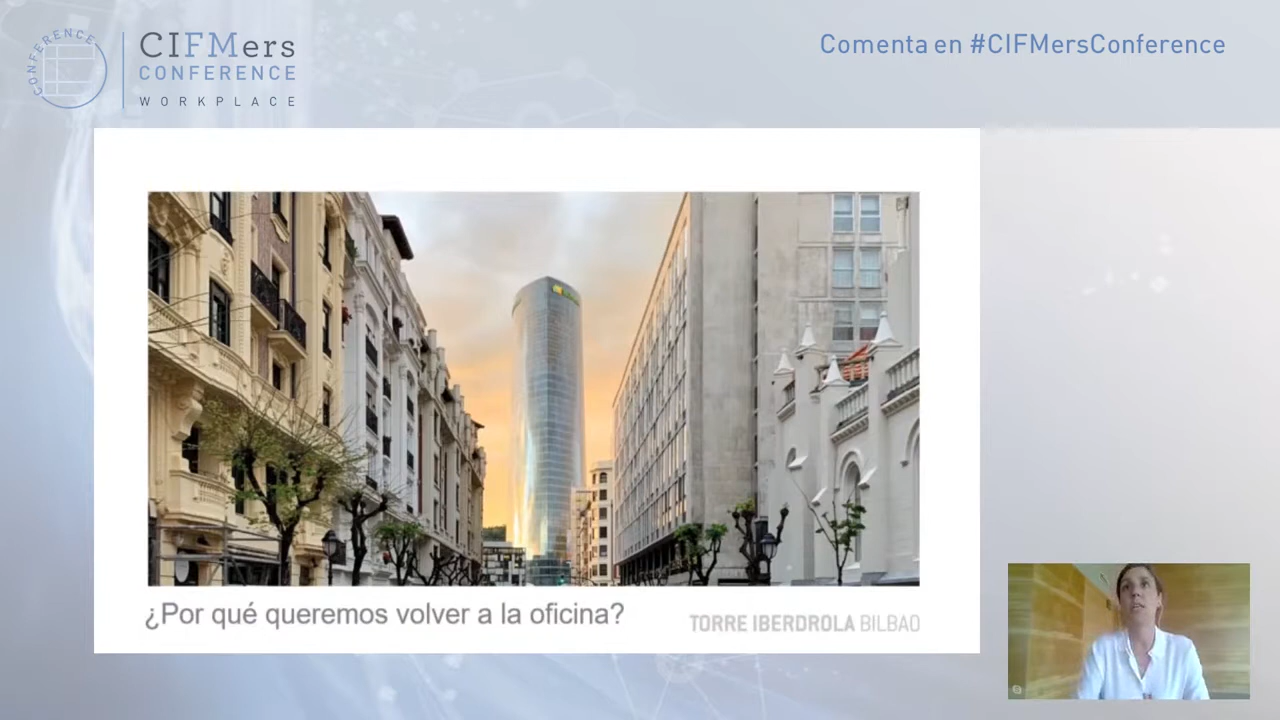 CONFERENCE
CIFMers
CONFERENCE
WORKPLACE
Comenta en #CIFMersConference
¿Por qué queremos volver a la oficina?
TORRE IBERDROLA BILBAO